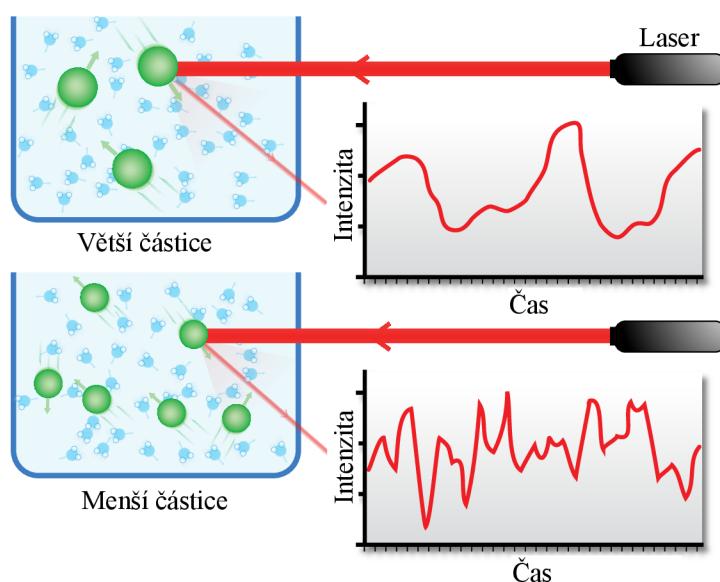 Laser
Intenzita
Čas
Větší částice
Intenzita
Čas
Menší částice